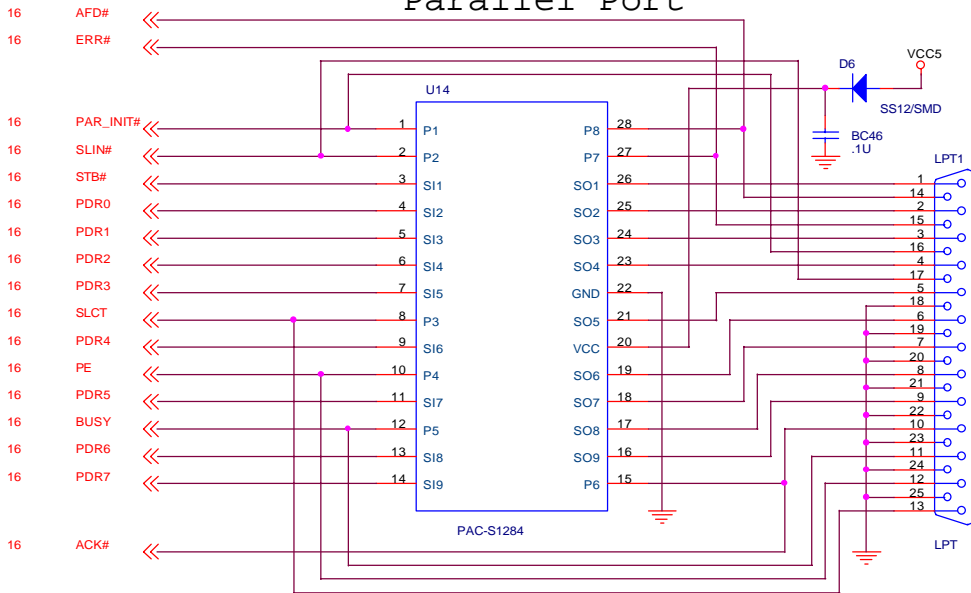 Parallel Port
16 AFD#
16 ERR#
VCC5
D6
SS12/SMD
U14
BC46
.1U
LPT1
16 PAR_INIT# 1 P1 P8 28
16 SLIN# 2 P2 P7 27
16 STB# 3 SI1 SO1 26 1
14
16 PDR0 4 SI2 SO2 25 2
15
16 PDR1 5 SI3 SO3 24 3
16
16 PDR2 6 SI4 SO4 23 4
17
16 PDR3 7 SI5 GND 22 5
18
16 SLCT 8 P3 SO5 21 6
19
16 PDR4 9 SI6 VCC 20 7
20
16 PE 10 P4 SO6 19 8
21
16 PDR5 11 SI7 SO7 18 9
22
16 BUSY 12 P5 SO8 17 10
23
16 PDR6 13 SI8 SO9 16 11
24
16 PDR7 14 SI9 P6 15 12
25
13
PAC-S1284
16 ACK#
LPT